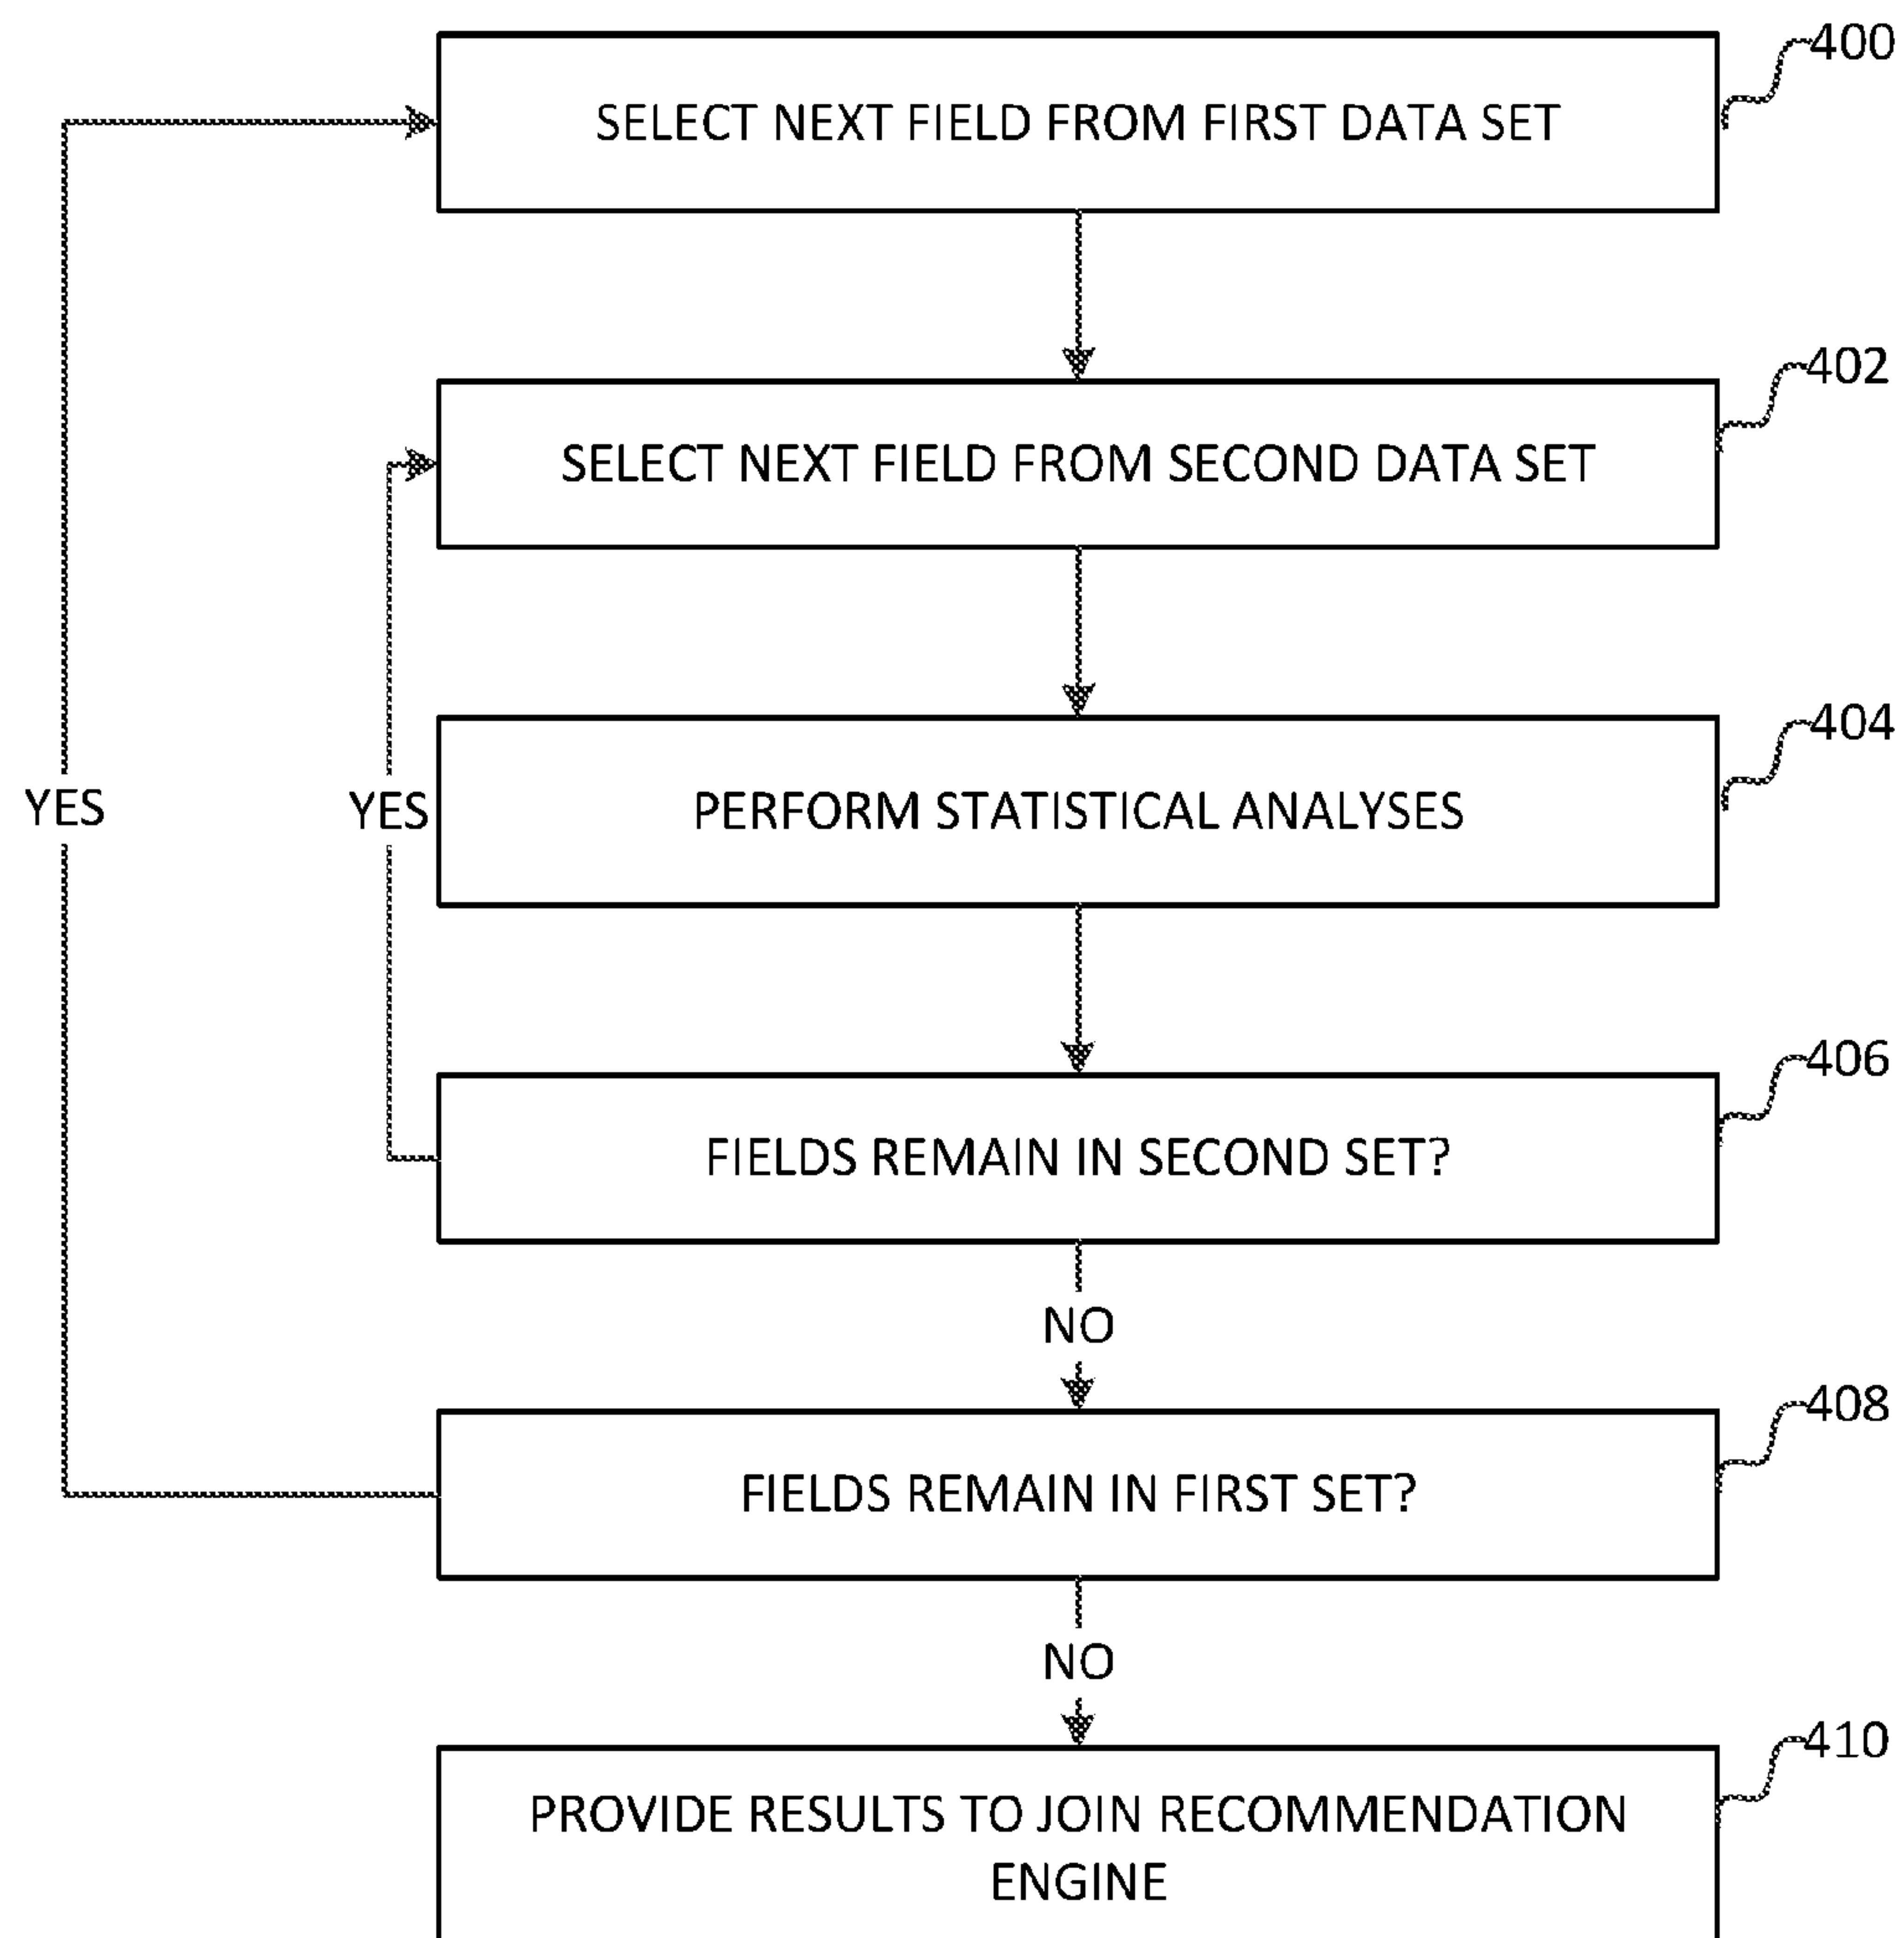 400
SELECT NEXT FIELD FROM FIRST DATA SET
402
SELECT NEXT FIELD FROM SECOND DATA SET
404
YES
YES
PERFORM STATISTICAL ANALYSES
406
FIELDS REMAIN IN SECOND SET?
NO
408
FIELDS REMAIN IN FIRST SET?
NO
410
PROVIDE RESULTS TO JOIN RECOMMENDATION
ENGINE